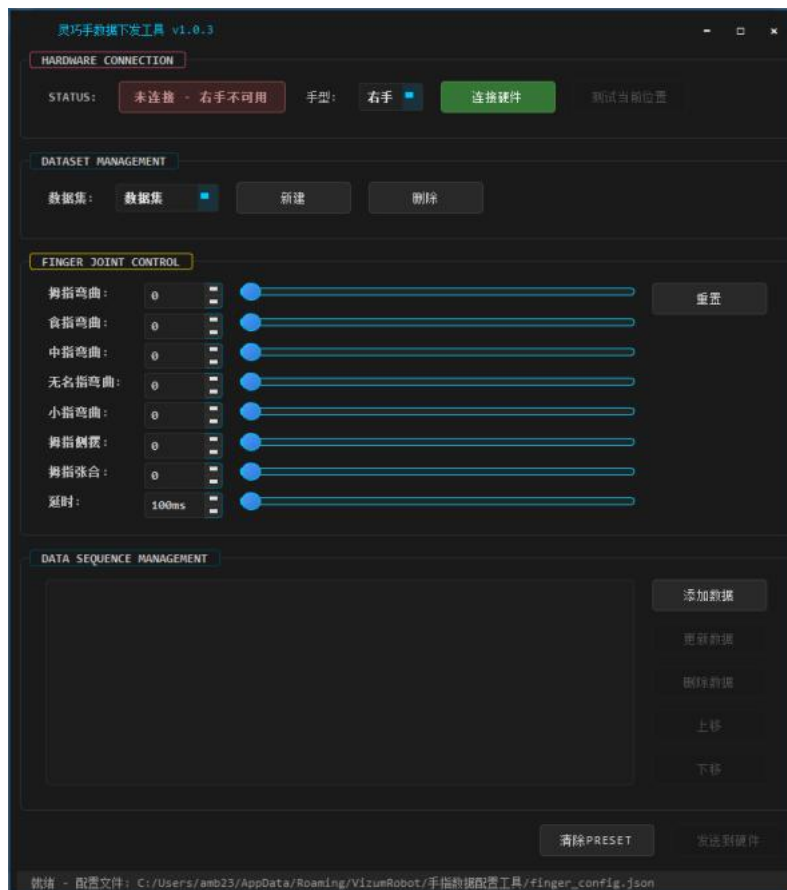 灵巧手数据下发工具 v1.0.3
HARDWARE CONNECTION
STATUS: 未连接 - 右手不可用 手型: 右手 连接硬件 测试当前位置
DATASET MANAGEMENT
数据集: 数据集 新建 删除
FINGER JOINT CONTROL
拇指弯曲: 0 重置
食指弯曲: 0
中指弯曲: 0
无名指弯曲: 0
小指弯曲: 0
拇指侧摆: 0
拇指张合: 0
延时: 100ms
DATA SEQUENCE MANAGEMENT
添加数据
更新数据
删除数据
上移
下移
清除PRESET 发送到硬件
就绪 - 配置文件: C:/Users/amb23/AppData/Roaming/VizumRobot/手指数据配置工具/finger_config.json